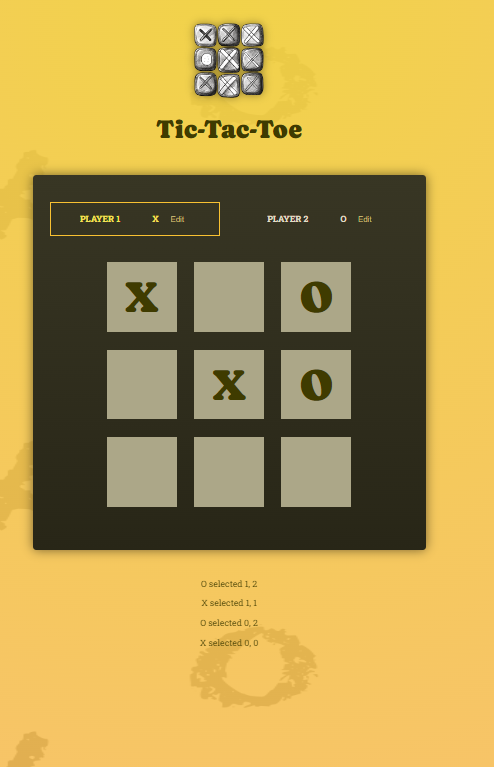 Tic-Tac-Toe
PLAYER 1 X Edit PLAYER 2 O Edit
X O
X O
O selected 1, 2
X selected 1, 1
O selected 0, 2
X selected 0, 0